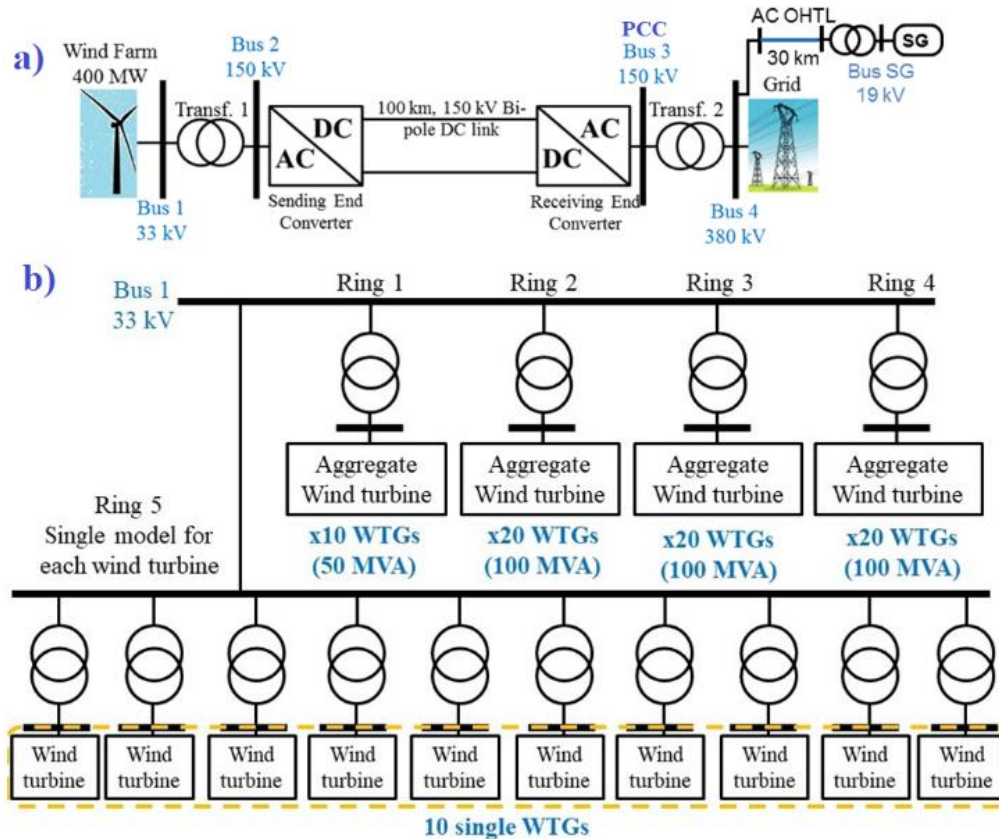 a)
Wind Farm
400 MW
Transf. 1
Bus 1
33 kV
Bus 2
150 kV
DC
AC
Sending End
Converter
100 km, 150 kV Bi-
pole DC link
AC
DC
Receiving End
Converter
PCC
Bus 3
150 kV
Transf. 2
Bus 4
380 kV
AC OHTL
30 km
Grid
SG
Bus SG
19 kV
b)
Bus 1
33 kV
Ring 1
Ring 2
Ring 3
Ring 4
Aggregate
Wind turbine
Aggregate
Wind turbine
Aggregate
Wind turbine
Aggregate
Wind turbine
x10 WTGs
(50 MVA)
x20 WTGs
(100 MVA)
x20 WTGs
(100 MVA)
x20 WTGs
(100 MVA)
Ring 5
Single model for
each wind turbine
Wind
turbine
Wind
turbine
Wind
turbine
Wind
turbine
Wind
turbine
Wind
turbine
Wind
turbine
Wind
turbine
Wind
turbine
Wind
turbine
10 single WTGs